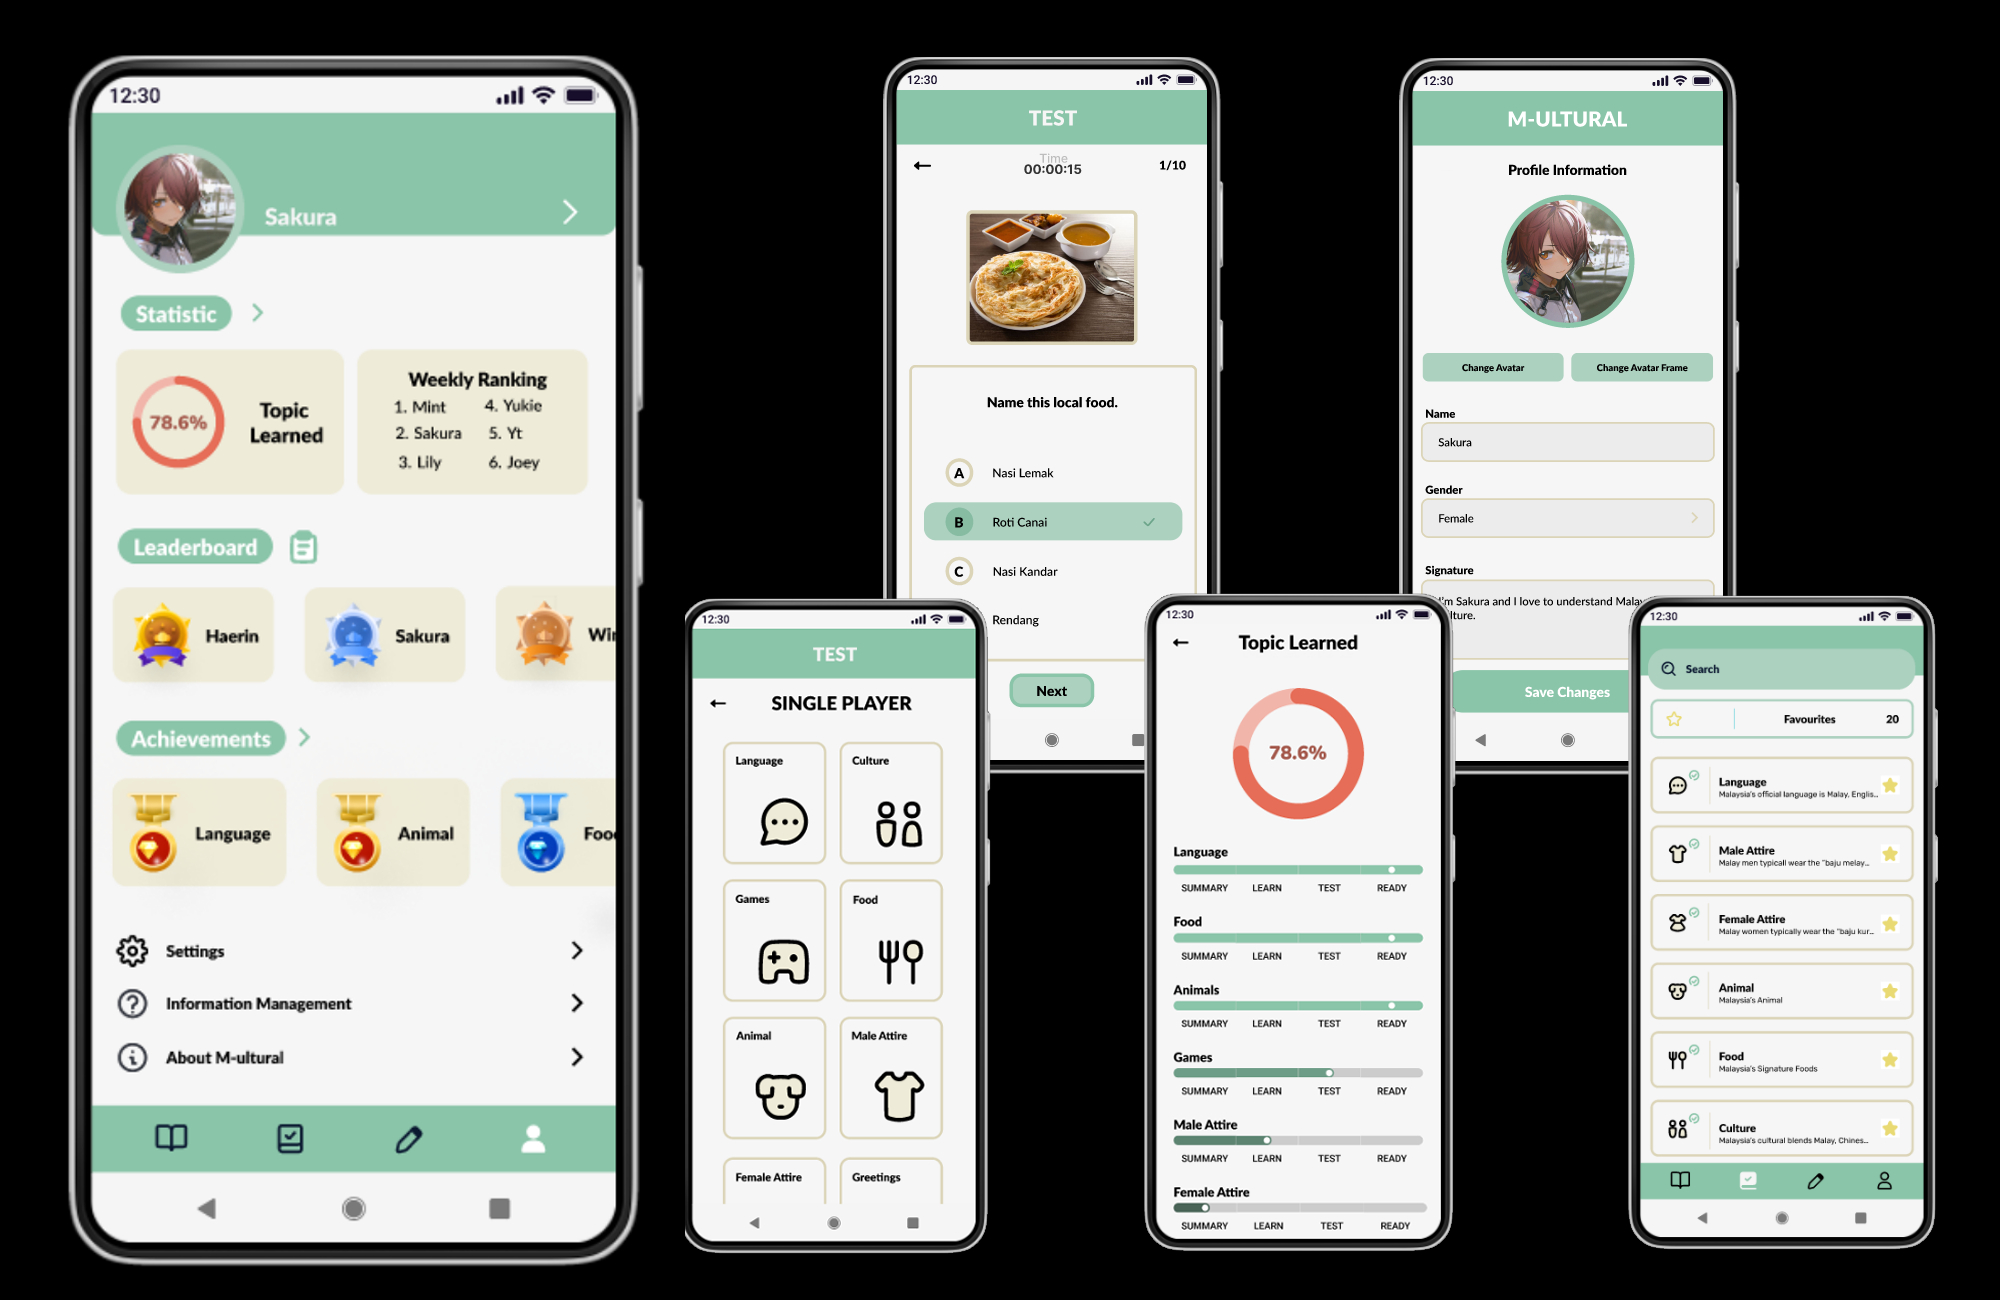 12:30
Sakura
Statistic
78.6%
Topic
Learned
Weekly Ranking
1. Mint
4. Yukie
2. Sakura
5. Yt
3. Lily
6. Joey
Leaderboard
Haerin
Sakura
Achievements
Language
Animal
Settings
Information Management
About M-ultural
12:30
TEST
Time
00:00:15
1/10
Name this local food.
A
Nasi Lemak
B
Roti Canai
C
Nasi Kandar
Rendang
Next
12:30
M-ULTURAL
Profile Information
Change Avatar
Change Avatar Frame
Name
Sakura
Gender
Female
Signature
I'm Sakura and I love to understand Malay
lture.
Save Changes
12:30
TEST
SINGLE PLAYER
Language
Culture
Games
Food
Animal
Male Attire
Female Attire
Greetings
12:30
Topic Learned
78.6%
Language
SUMMARY LEARN TEST READY
Food
SUMMARY LEARN TEST READY
Animals
SUMMARY LEARN TEST READY
Games
SUMMARY LEARN TEST READY
Male Attire
SUMMARY LEARN TEST READY
Female Attire
SUMMARY LEARN TEST READY
12:30
Search
Favourites 20
Language
Malaysia's official language is Malay, Englis...
Male Attire
Malay men typicall wear the "baju melay...
Female Attire
Malay women typically wear the "baju kur...
Animal
Malaysia's Animal
Food
Malaysia's Signature Foods
Culture
Malaysia's cultural blends Malay, Chines...